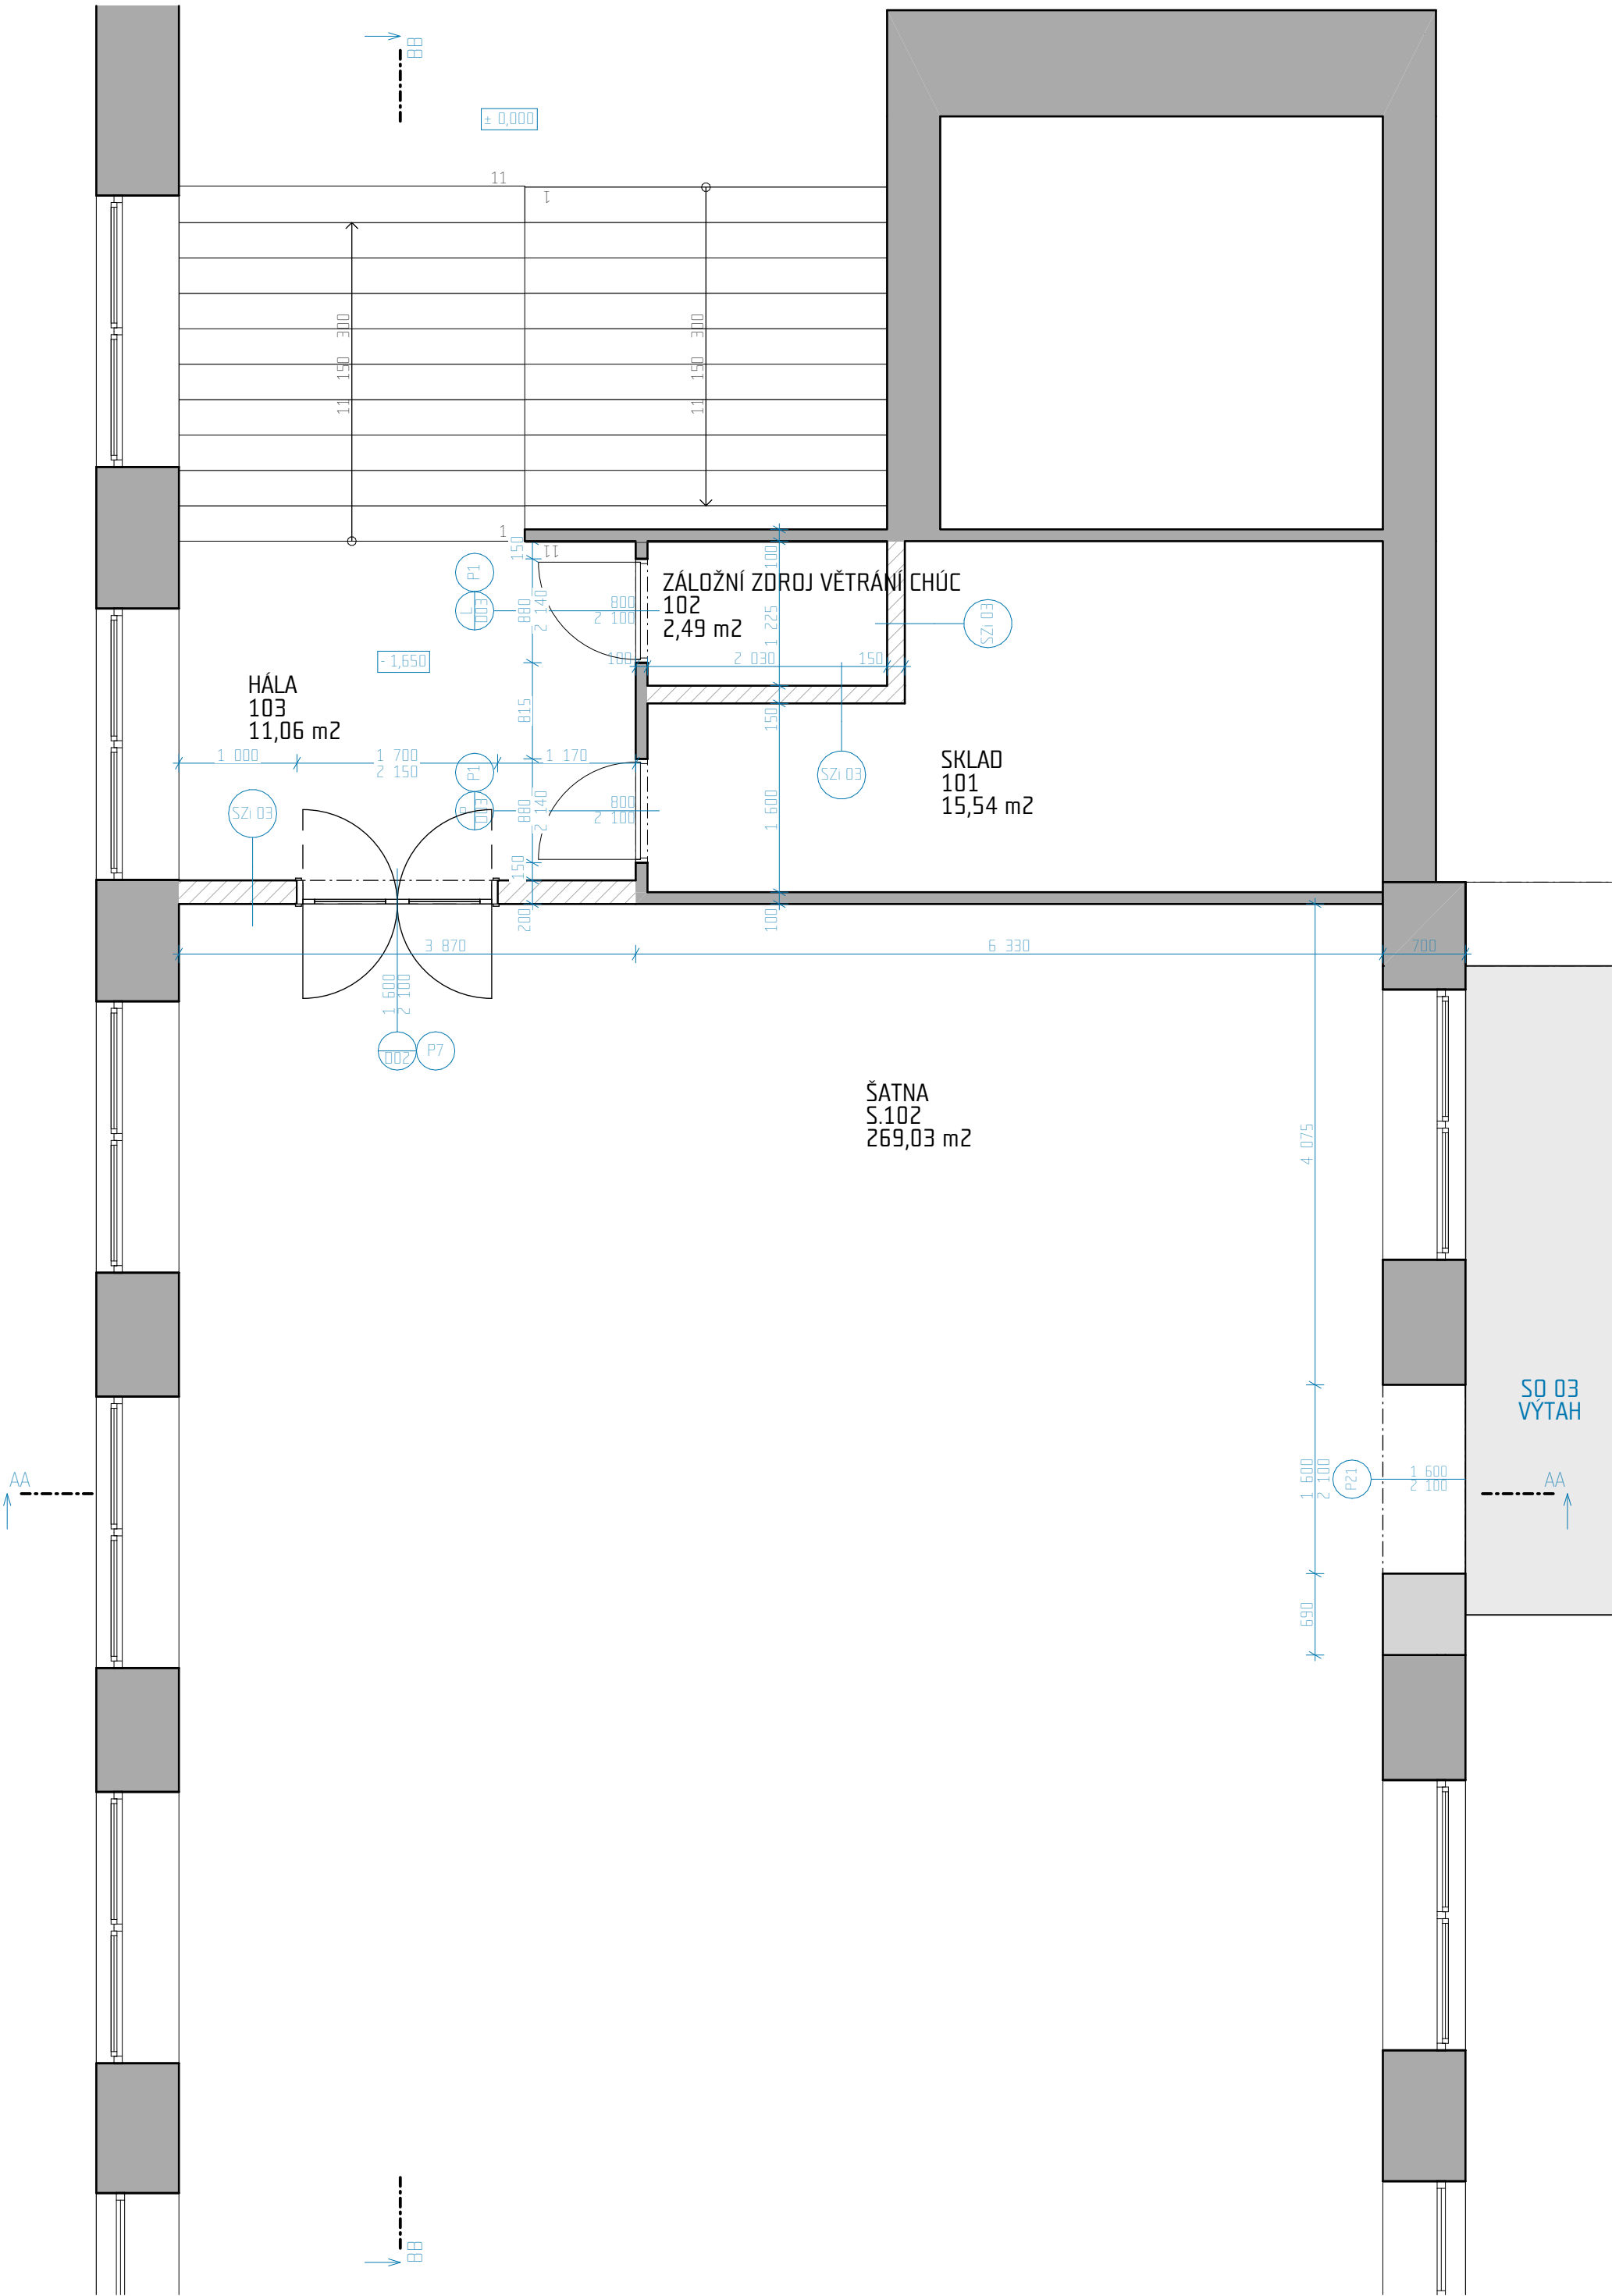 BB
± 0,000
11
1
11 150 300
11 150 300
1
11
150
100
P1
L
003
880
2 140
800
2 100
ZÁLOŽNÍ ZDROJ VĚTRÁNÍ CHÚC
102
2,49 m2
1 225
SZi 03
- 1,650
100
2 030
150
HÁLA
103
11,06 m2
815
150
1 000
1 700
2 150
1 170
P1
P
003
880
2 140
800
2 100
SZi 03
SZi 03
SKLAD
101
15,54 m2
1 600
150
200
100
3 870
6 330
700
1 600
2 100
002
P7
ŠATNA
S.102
269,03 m2
4 075
SO 03
VÝTAH
AA
1 600
2 100
P21
1 600
2 100
AA
690
BB